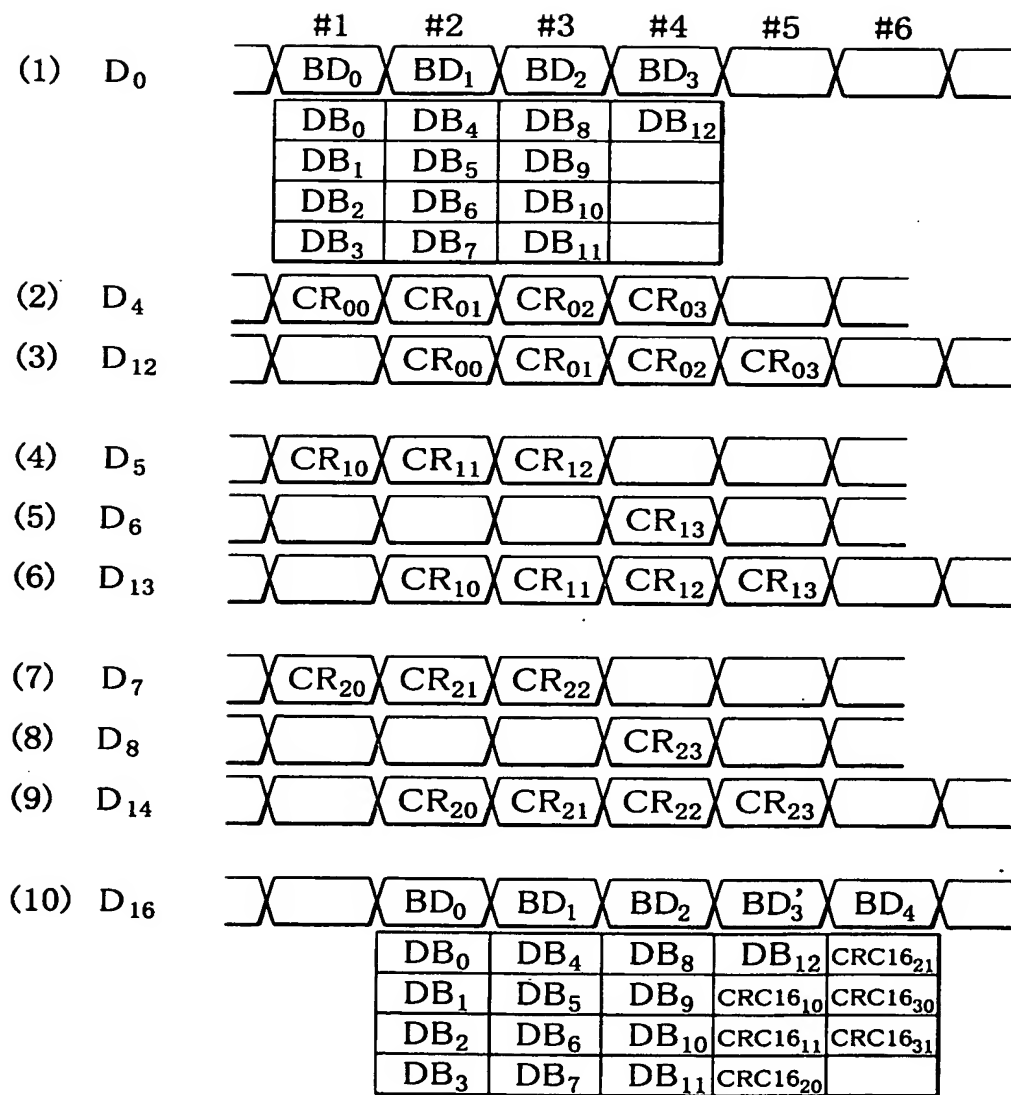 #1 #2 #3 #4 #5 #6
(1) D₀ BD₀ BD₁ BD₂ BD₃
DB₀ DB₄ DB₈ DB₁₂
DB₁ DB₅ DB₉
DB₂ DB₆ DB₁₀
DB₃ DB₇ DB₁₁
(2) D₄ CR₀₀ CR₀₁ CR₀₂ CR₀₃
(3) D₁₂ CR₀₀ CR₀₁ CR₀₂ CR₀₃
(4) D₅ CR₁₀ CR₁₁ CR₁₂
(5) D₆ CR₁₃
(6) D₁₃ CR₁₀ CR₁₁ CR₁₂ CR₁₃
(7) D₇ CR₂₀ CR₂₁ CR₂₂
(8) D₈ CR₂₃
(9) D₁₄ CR₂₀ CR₂₁ CR₂₂ CR₂₃
(10) D₁₆ BD₀ BD₁ BD₂ BD₃' BD₄
DB₀ DB₄ DB₈ DB₁₂ CRC16₂₁
DB₁ DB₅ DB₉ CRC16₁₀ CRC16₃₀
DB₂ DB₆ DB₁₀ CRC16₁₁ CRC16₃₁
DB₃ DB₇ DB₁₁ CRC16₂₀